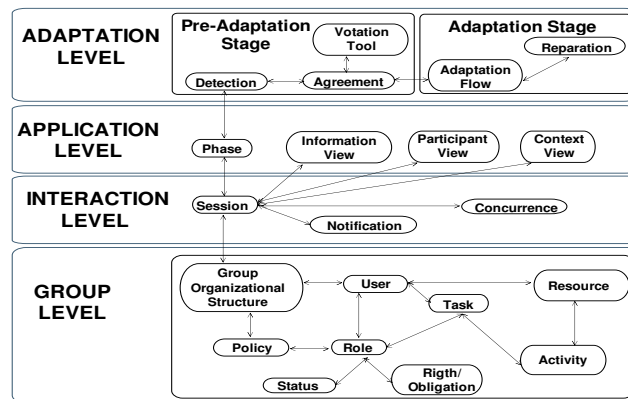 ADAPTATION
LEVEL
Pre-Adaptation
Stage
Votation
Tool
Detection
Agreement
Adaptation Stage
Reparation
Adaptation
Flow
APPLICATION
LEVEL
Phase
Information
View
Participant
View
Context
View
INTERACTION
LEVEL
Session
Concurrence
Notification
GROUP
LEVEL
Group
Organizational
Structure
User
Resource
Task
Policy
Role
Activity
Status
Rigth/
Obligation